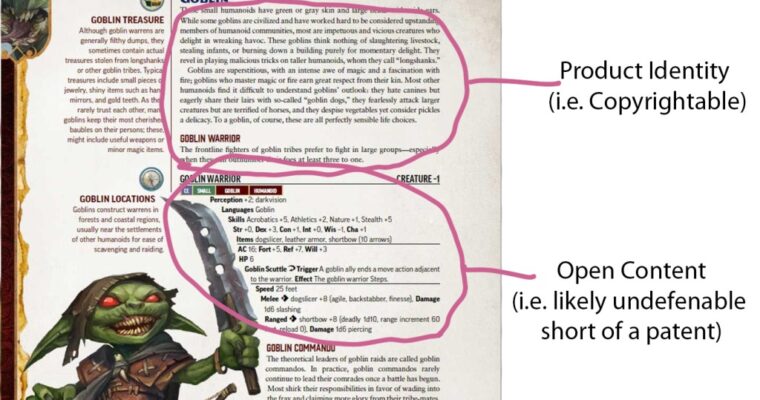 GOBLIN TREASURE
Although goblin warrens are
generally filthy dumps, they
sometimes contain actual
treasures stolen from longshanks
or other goblin tribes. Typical
treasures include small pieces of
jewelry, shiny items such as hand
mirrors, and gold teeth. As they
rarely trust each other, many
goblins keep their most cherished
baubles on their persons; these
might include useful weapons or
minor magic items.
GOBLIN LOCATIONS
Goblins construct warrens in
forests and coastal regions,
usually near the settlements
of other humanoids for ease of
scavenging and raiding.
GOBLIN
small humanoids have green or gray skin and large
While some goblins are civilized and have worked hard to be considered upstanding
members of humanoid communities, most are impetuous and vicious creatures who
delight in wreaking havoc. These goblins think nothing of slaughtering livestock,
stealing infants, or burning down a building purely for momentary delight. They
revel in playing malicious tricks on taller humanoids, whom they call “longshanks.”
Goblins are superstitious, with an intense awe of magic and a fascination with
fire; goblins who master magic or fire earn great respect from their kin. Most other
humanoids find it difficult to understand goblins’ outlook: they hate canines but
eagerly share their lairs with so-called “goblin dogs,” they fearlessly attack larger
creatures but are terrified of horses, and they despise vegetables yet consider pickles
a delicacy. To a goblin, of course, these are all perfectly sensible life choices.
GOBLIN WARRIOR
The frontline fighters of goblin tribes prefer to fight in large groups—especially
when they can outnumber their foes at least three to one.
GOBLIN WARRIOR CREATURE –1
CE SMALL GOBLIN HUMANOID
Perception +2; darkvision
Languages Goblin
Skills Acrobatics +5, Athletics +2, Nature +1, Stealth +5
Str +0, Dex +3, Con +1, Int +0, Wis –1, Cha +1
Items dogslicer, leather armor, shortbow (10 arrows)
AC 16; Fort +5, Ref +7, Will +3
HP 6
Goblin Scuttle Trigger A goblin ally ends a move action adjacent
to the warrior. Effect The goblin warrior Steps.
Speed 25 feet
Melee dogslicer +8 (agile, backstabber, finesse), Damage
1d6 slashing
Ranged shortbow +8 (deadly 1d10, range increment 60
feet, reload 0), Damage 1d6 piercing
GOBLIN COMMANDO
The theoretical leaders of goblin raids are called goblin
commandos. In practice, goblin commandos rarely
continue to lead their comrades once a battle has begun.
Most shirk their responsibilities in favor of wading into
the fray and claiming more glory from their tribe-mates.
Product Identity
(i.e. Copyrightable)
Open Content
(i.e. likely undefenable
short of a patent)